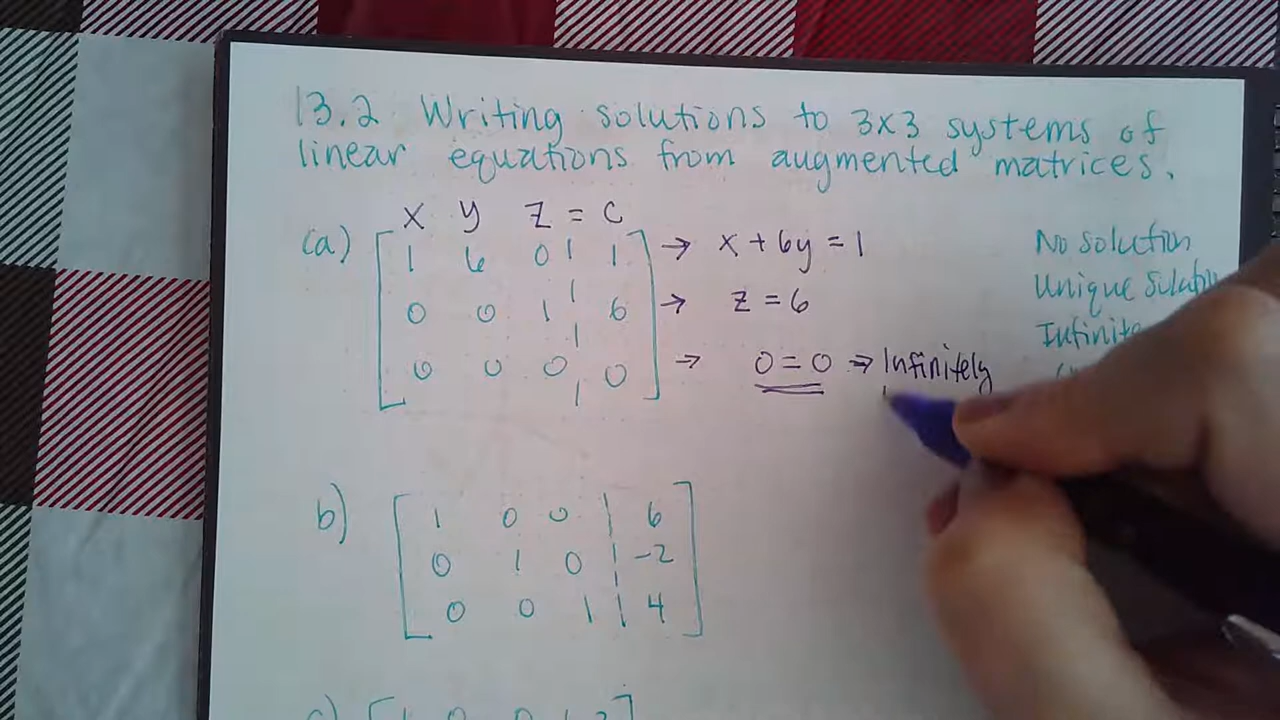 13.2 Writing solutions to 3x3 systems of
linear equations from augmented matrices.
x y z = c
(a) [ 1 6 0 | 1 ] → x + 6y = 1
[ 0 0 1 | 6 ] → z = 6
[ 0 0 0 | 0 ] → 0 = 0 → Infinitely
No solution
Unique
Infinite
b) [ 1 0 0 | 6 ]
[ 0 1 0 | -2 ]
[ 0 0 1 | 4 ]